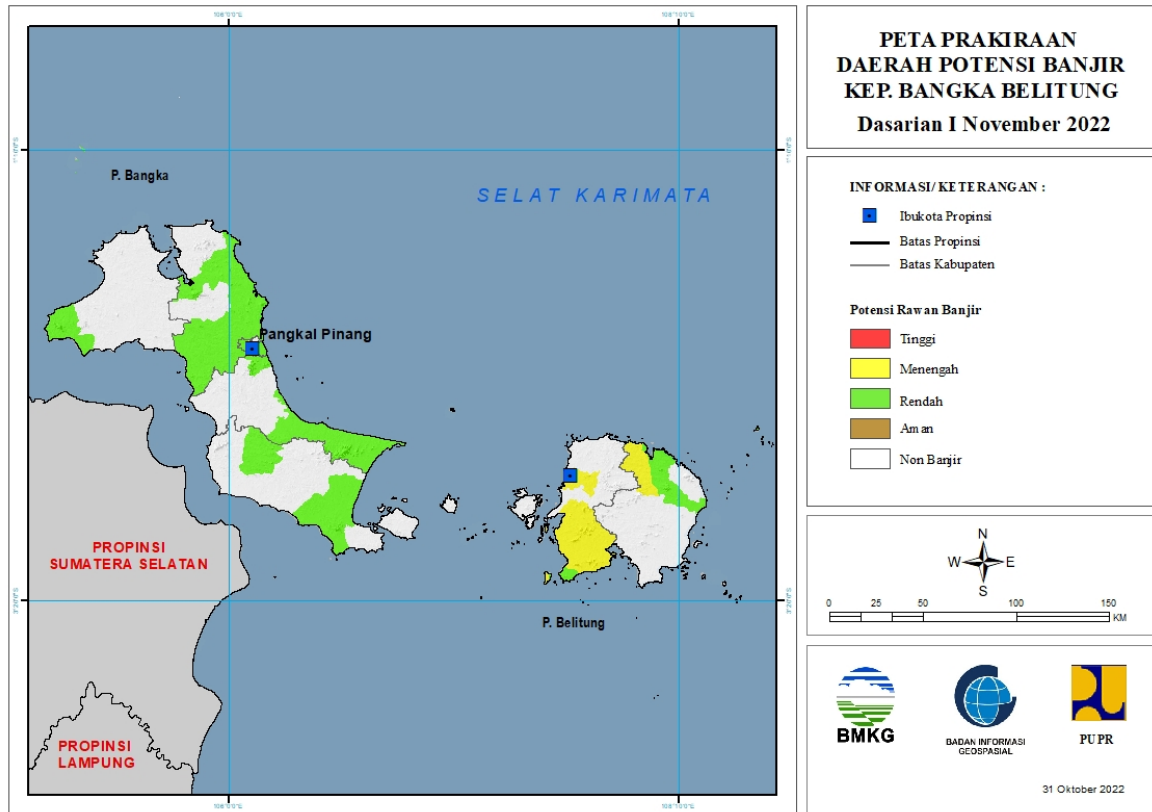 PETA PRAKIRAAN
DAERAH POTENSI BANJIR
KEP. BANGKA BELITUNG
Dasarian I November 2022
P. Bangka
SELAT KARIMATA
Pangkal Pinang
PROPINSI
SUMATERA SELATAN
P. Belitung
PROPINSI
LAMPUNG
INFORMASI/ KETERANGAN :
Ibukota Propinsi
Batas Propinsi
Batas Kabupaten
Potensi Rawan Banjir
Tinggi
Menengah
Rendah
Aman
Non Banjir
N
W E
S
0 25 50 100 150
KM
BMKG
BADAN INFORMASI
GEOSPASIAL
PUPR
31 Oktober 2022